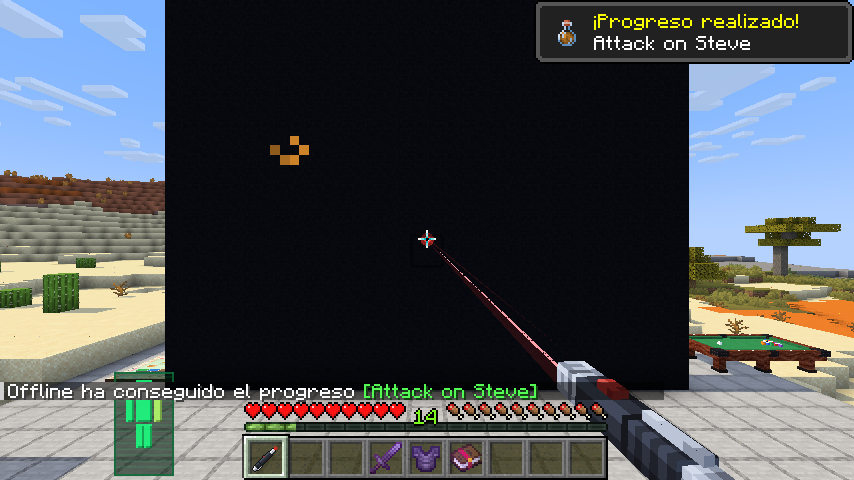 ¡Progreso realizado!
Attack on Steve
Offline ha conseguido el progreso [Attack on Steve]
14